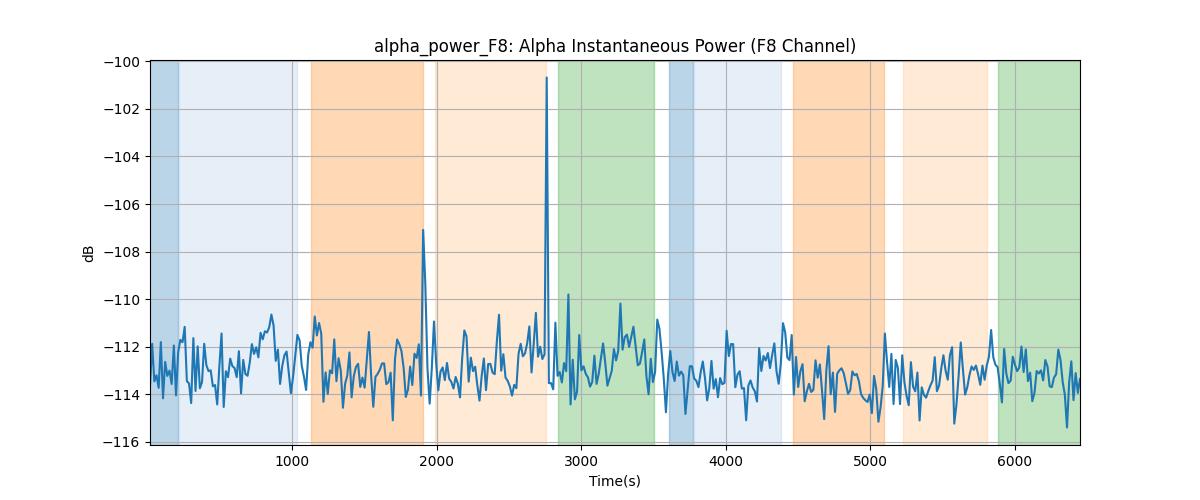 alpha_power_F8: Alpha Instantaneous Power (F8 Channel)
−100
−102
−104
−106
−108
−110
−112
−114
−116
dB
1000 2000 3000 4000 5000 6000
Time(s)